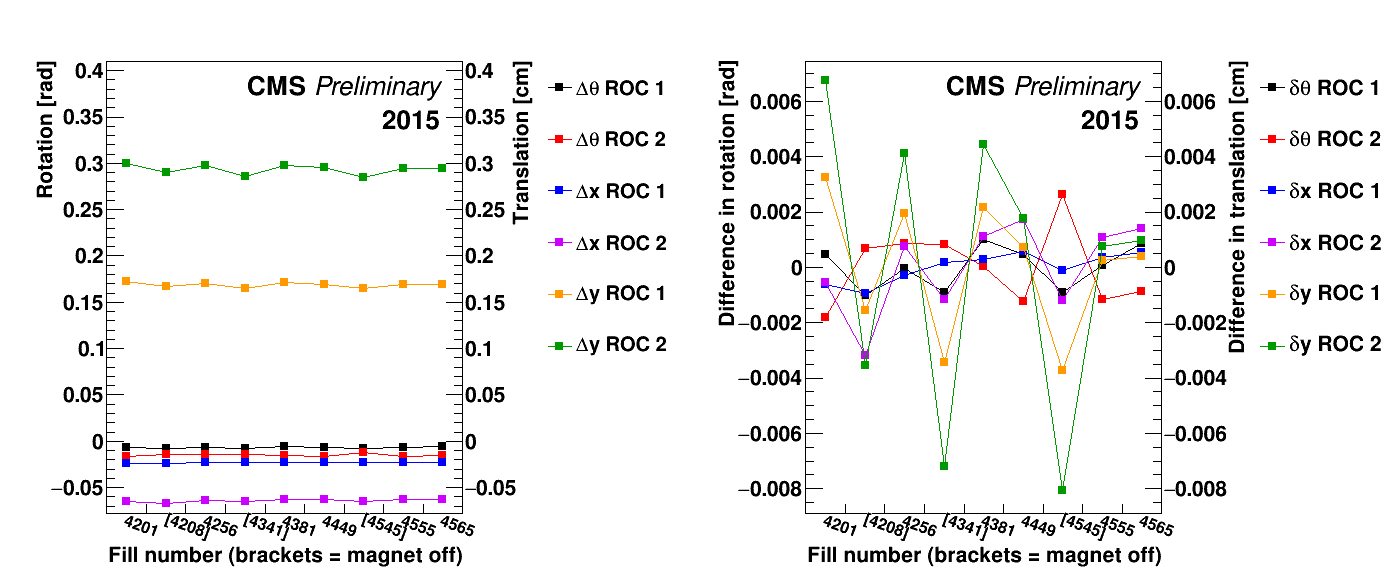 CMS Preliminary
2015
Rotation [rad]
0.4
0.35
0.3
0.25
0.2
0.15
0.1
0.05
0
−0.05
Translation [cm]
0.4
0.35
0.3
0.25
0.2
0.15
0.1
0.05
0
−0.05
4201 [4208] 4256 [4341] 4381 4449 [4545] 4555 4565
Fill number (brackets = magnet off)
Δθ ROC 1
Δθ ROC 2
Δx ROC 1
Δx ROC 2
Δy ROC 1
Δy ROC 2
CMS Preliminary
2015
Difference in rotation [rad]
0.006
0.004
0.002
0
−0.002
−0.004
−0.006
−0.008
Difference in translation [cm]
0.006
0.004
0.002
0
−0.002
−0.004
−0.006
−0.008
4201 [4208] 4256 [4341] 4381 4449 [4545] 4555 4565
Fill number (brackets = magnet off)
δθ ROC 1
δθ ROC 2
δx ROC 1
δx ROC 2
δy ROC 1
δy ROC 2